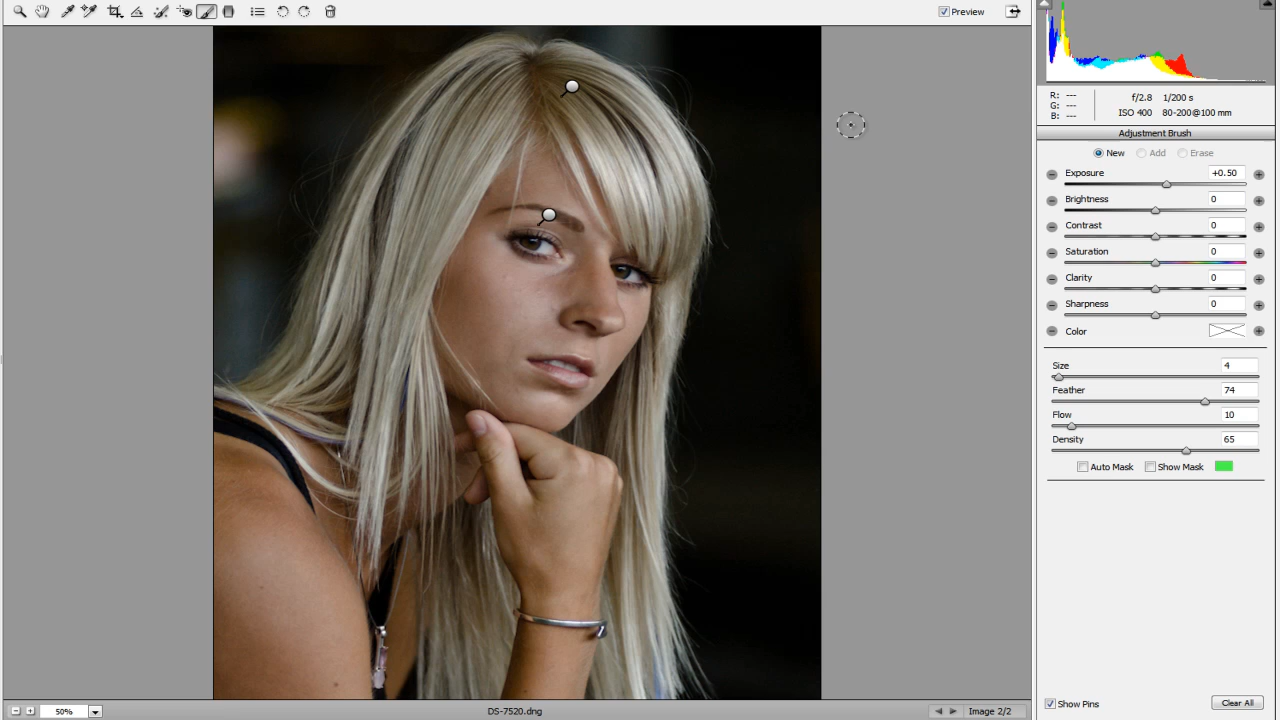 Preview
R: ---
G: ---
B: ---
f/2.8 1/200 s
ISO 400 80-200@100 mm
Adjustment Brush
New Add Erase
Exposure +0.50
Brightness 0
Contrast 0
Saturation 0
Clarity 0
Sharpness 0
Color
Size 4
Feather 74
Flow 10
Density 65
Auto Mask Show Mask
Show Pins Clear All
50% DS-7520.dng Image 2/2